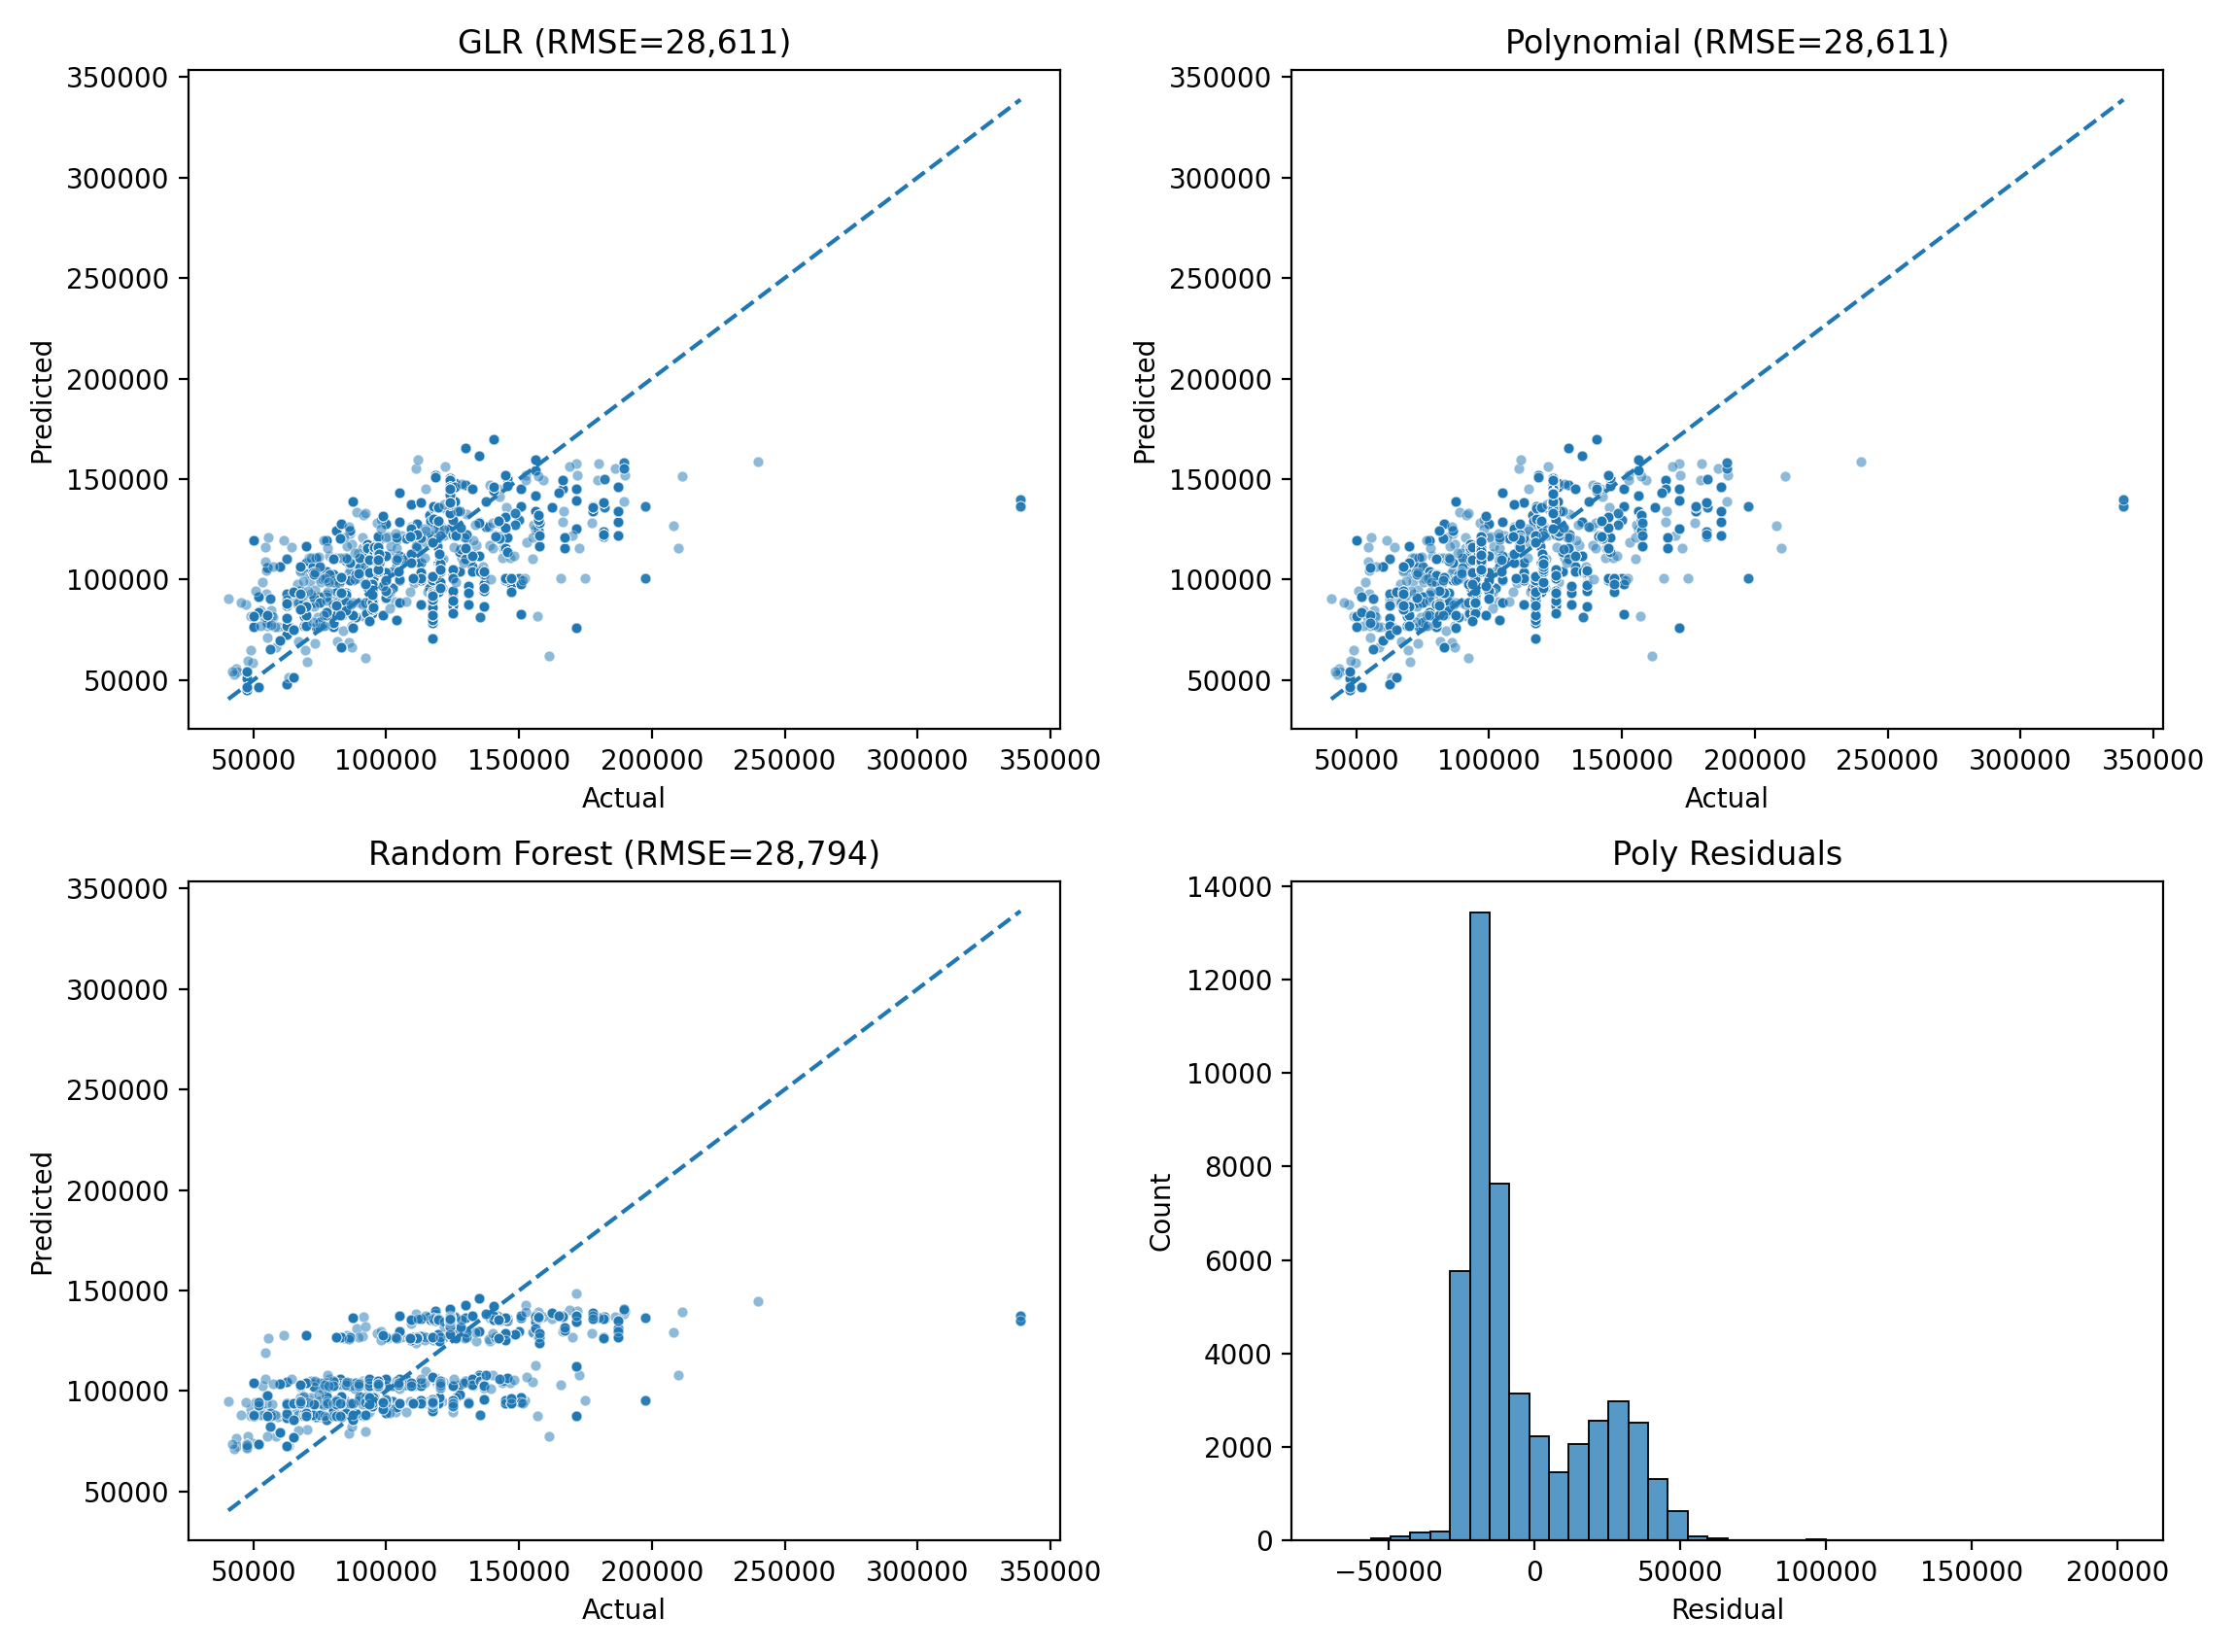 GLR (RMSE=28,611)
350000
300000
250000
200000
150000
100000
50000
Predicted
50000 100000 150000 200000 250000 300000 350000
Actual
Polynomial (RMSE=28,611)
350000
300000
250000
200000
150000
100000
50000
Predicted
50000 100000 150000 200000 250000 300000 350000
Actual
Random Forest (RMSE=28,794)
350000
300000
250000
200000
150000
100000
50000
Predicted
50000 100000 150000 200000 250000 300000 350000
Actual
Poly Residuals
14000
12000
10000
8000
6000
4000
2000
0
Count
−50000 0 50000 100000 150000 200000
Residual